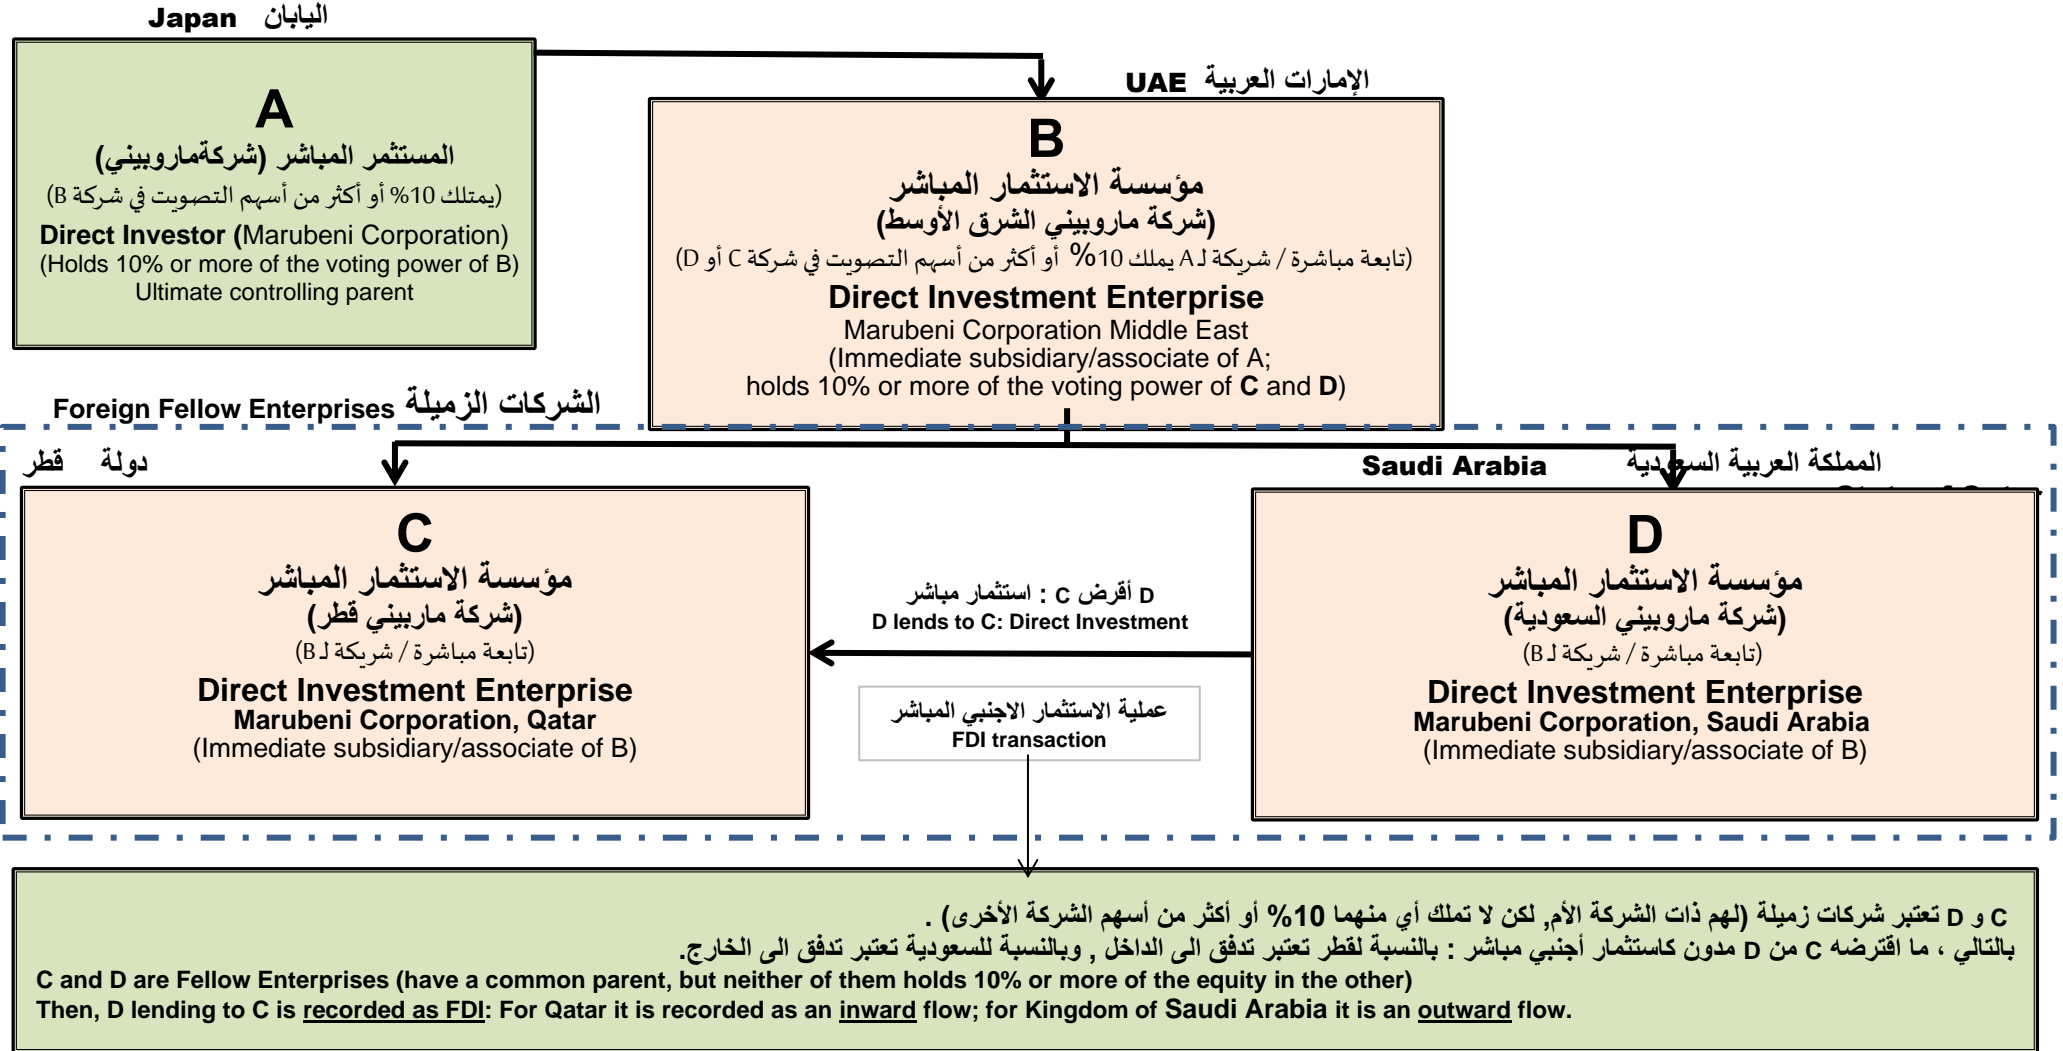 اليابان Japan
A
المستثمر المباشر (شركةماروبيني)
(يمتلك 10% أو أكثر من أسهم التصويت في شركة B)
Direct Investor (Marubeni Corporation)
(Holds 10% or more of the voting power of B)
Ultimate controlling parent
الإمارات العربية UAE
B
مؤسسة الاستثمار المباشر
(شركة ماروبيني الشرق الأوسط)
(تابعة مباشرة / شريكة لـ A يملك 10% أو أكثر من أسهم التصويت في شركة C أو D)
Direct Investment Enterprise
Marubeni Corporation Middle East
(Immediate subsidiary/associate of A;
holds 10% or more of the voting power of C and D)
الشركات الزميلة Foreign Fellow Enterprises
دولة قطر
C
مؤسسة الاستثمار المباشر
(شركة ماربيني قطر)
(تابعة مباشرة / شريكة لـ B)
Direct Investment Enterprise
Marubeni Corporation, Qatar
(Immediate subsidiary/associate of B)
D أقرض C : استثمار مباشر
D lends to C: Direct Investment
عملية الاستثمار الاجنبي المباشر
FDI transaction
المملكة العربية السعودية Saudi Arabia
D
مؤسسة الاستثمار المباشر
(شركة ماروبيني السعودية)
(تابعة مباشرة / شريكة لـ B)
Direct Investment Enterprise
Marubeni Corporation, Saudi Arabia
(Immediate subsidiary/associate of B)
C و D تعتبر شركات زميلة (لهم ذات الشركة الأم, لكن لا تملك أي منهما 10% أو أكثر من أسهم الشركة الأخرى) .
بالتالي ، ما اقترضه C من D مدون كاستثمار أجنبي مباشر : بالنسبة لقطر تعتبر تدفق الى الداخل , وبالنسبة للسعودية تعتبر تدفق الى الخارج.
C and D are Fellow Enterprises (have a common parent, but neither of them holds 10% or more of the equity in the other)
Then, D lending to C is recorded as FDI: For Qatar it is recorded as an inward flow; for Kingdom of Saudi Arabia it is an outward flow.